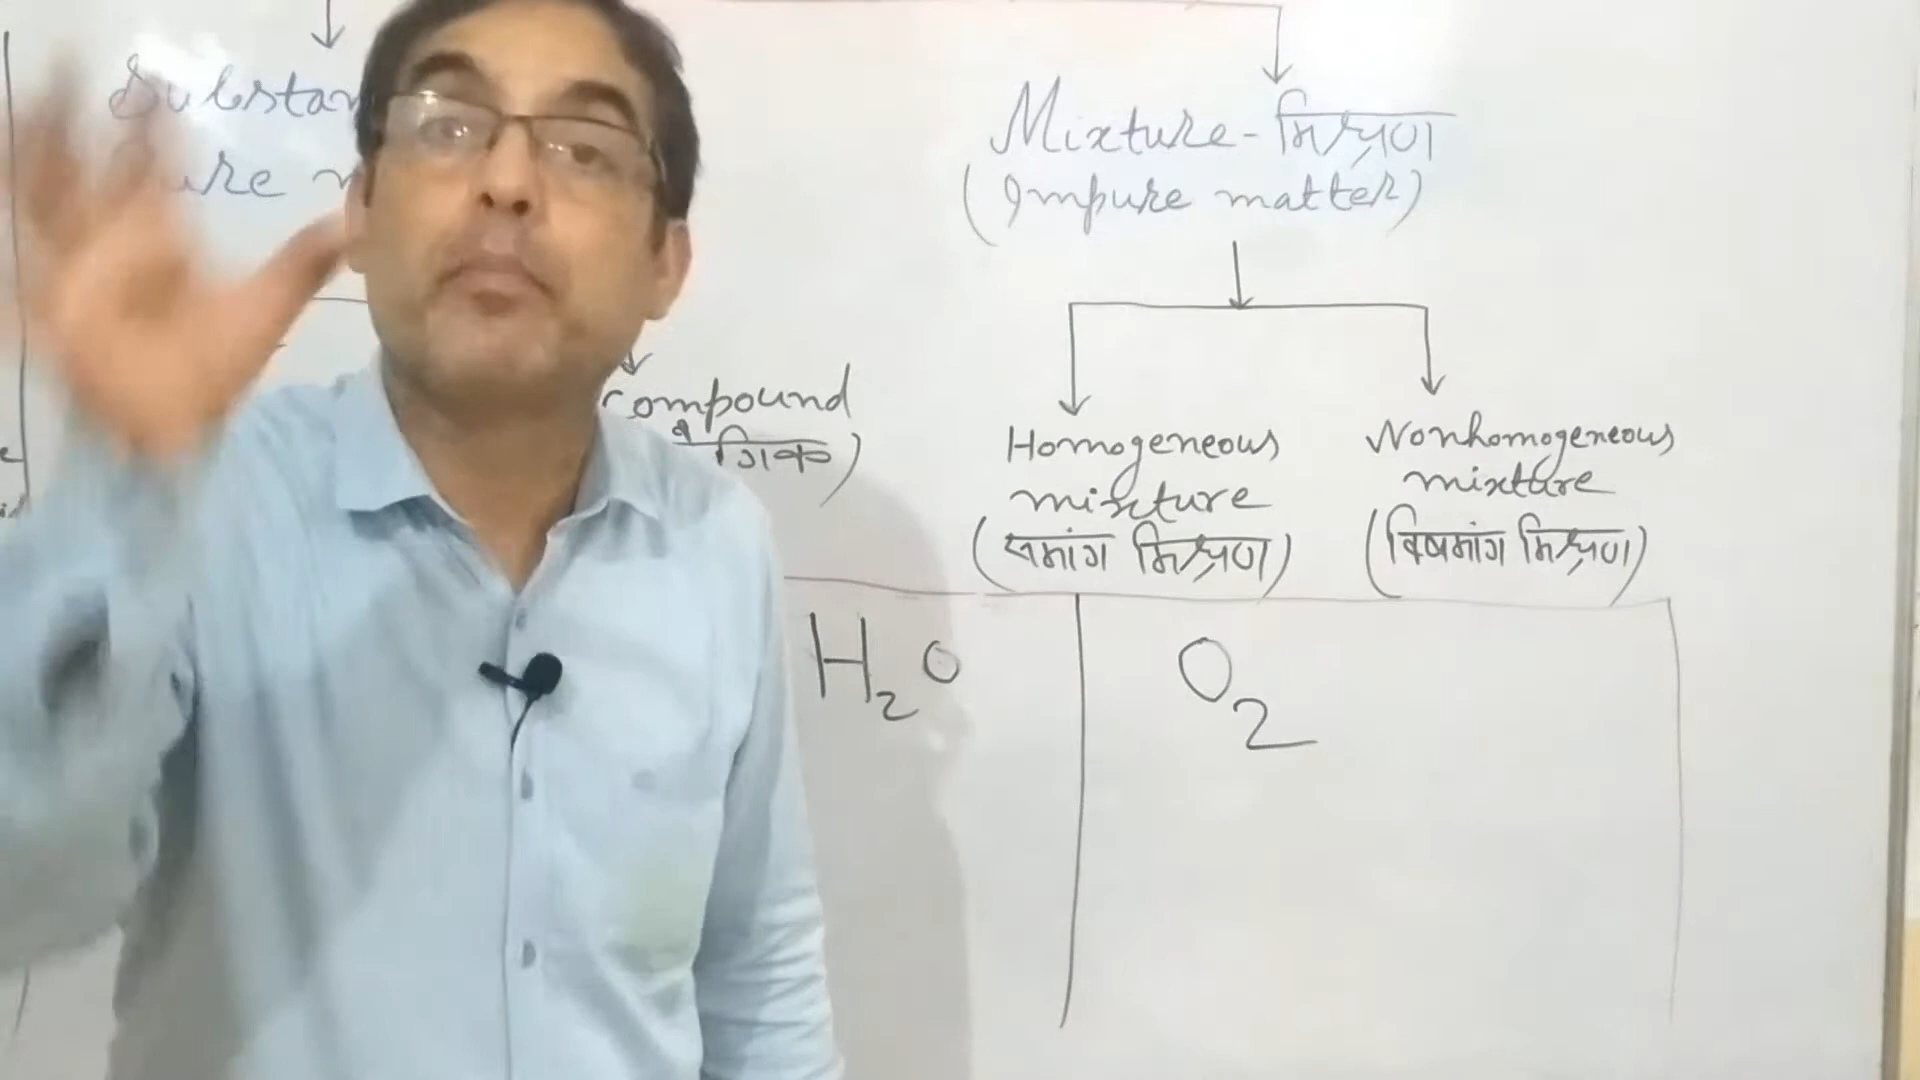 Mixture - मिश्रण
(Impure matter)
compound
Homogeneous
mixture
(समांग मिश्रण)
Nonhomogeneous
mixture
(विषमांग मिश्रण)
H₂O
O₂